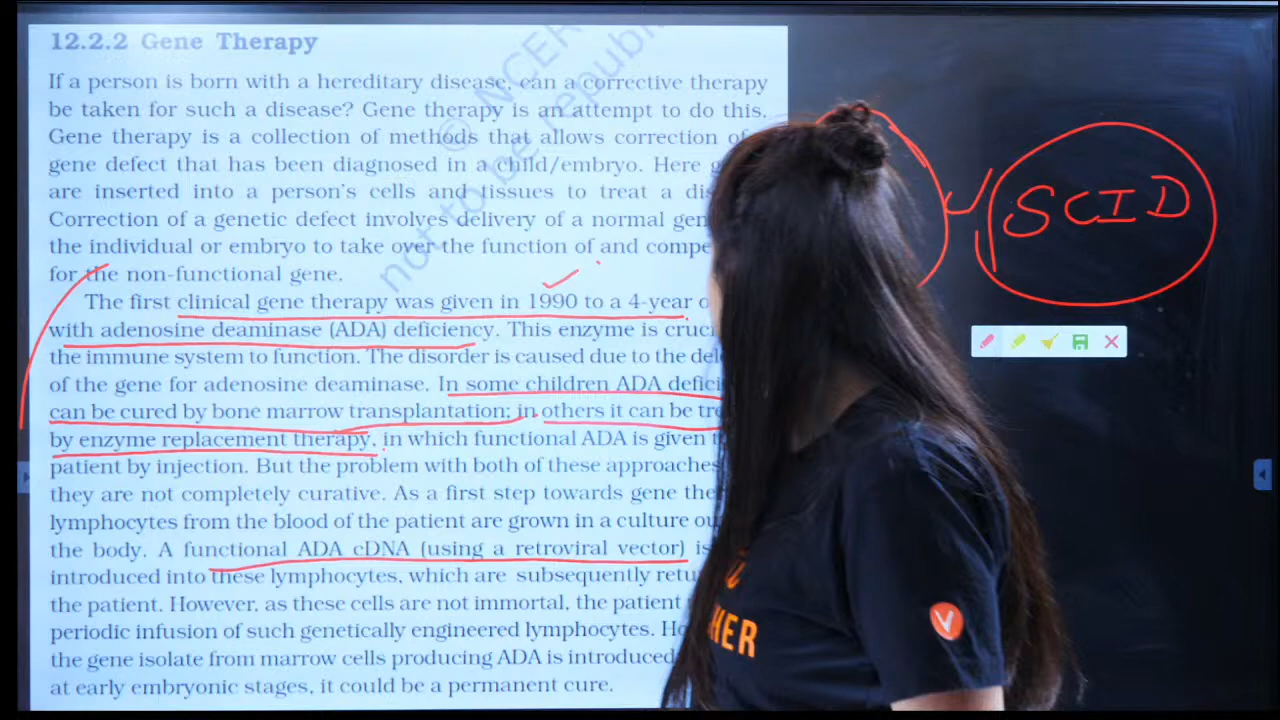 12.2.2 Gene Therapy
If a person is born with a hereditary disease, can a corrective therapy
be taken for such a disease? Gene therapy is an attempt to do this.
Gene therapy is a collection of methods that allows correction of
gene defect that has been diagnosed in a child/embryo. Here
are inserted into a person's cells and tissues to treat a
Correction of a genetic defect involves delivery of a normal
the individual or embryo to take over the function of and
for the non-functional gene.
The first clinical gene therapy was given in 1990 to a 4-year
with adenosine deaminase (ADA) deficiency. This enzyme is
the immune system to function. The disorder is caused due to the
of the gene for adenosine deaminase. In some children ADA
can be cured by bone marrow transplantation; in others it can be
by enzyme replacement therapy, in which functional ADA is given
patient by injection. But the problem with both of these approaches
they are not completely curative. As a first step towards gene
lymphocytes from the blood of the patient are grown in a culture
the body. A functional ADA cDNA (using a retroviral vector) is
introduced into these lymphocytes, which are subsequently
the patient. However, as these cells are not immortal, the patient
periodic infusion of such genetically engineered lymphocytes.
the gene isolate from marrow cells producing ADA is introduced
at early embryonic stages, it could be a permanent cure.
not to be
SCID
V